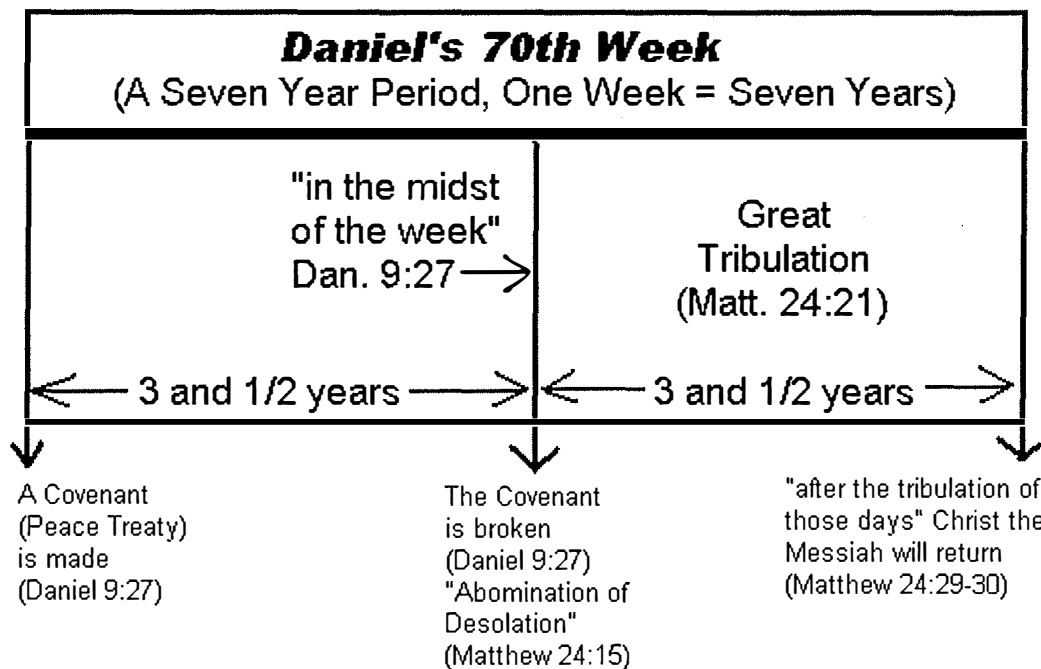 Daniel's 70th Week
(A Seven Year Period, One Week = Seven Years)
"in the midst
of the week"
Dan. 9:27
Great
Tribulation
(Matt. 24:21)
3 and 1/2 years
3 and 1/2 years
A Covenant
(Peace Treaty)
is made
(Daniel 9:27)
The Covenant
is broken
(Daniel 9:27)
"Abomination of
Desolation"
(Matthew 24:15)
"after the tribulation of
those days" Christ the
Messiah will return
(Matthew 24:29-30)